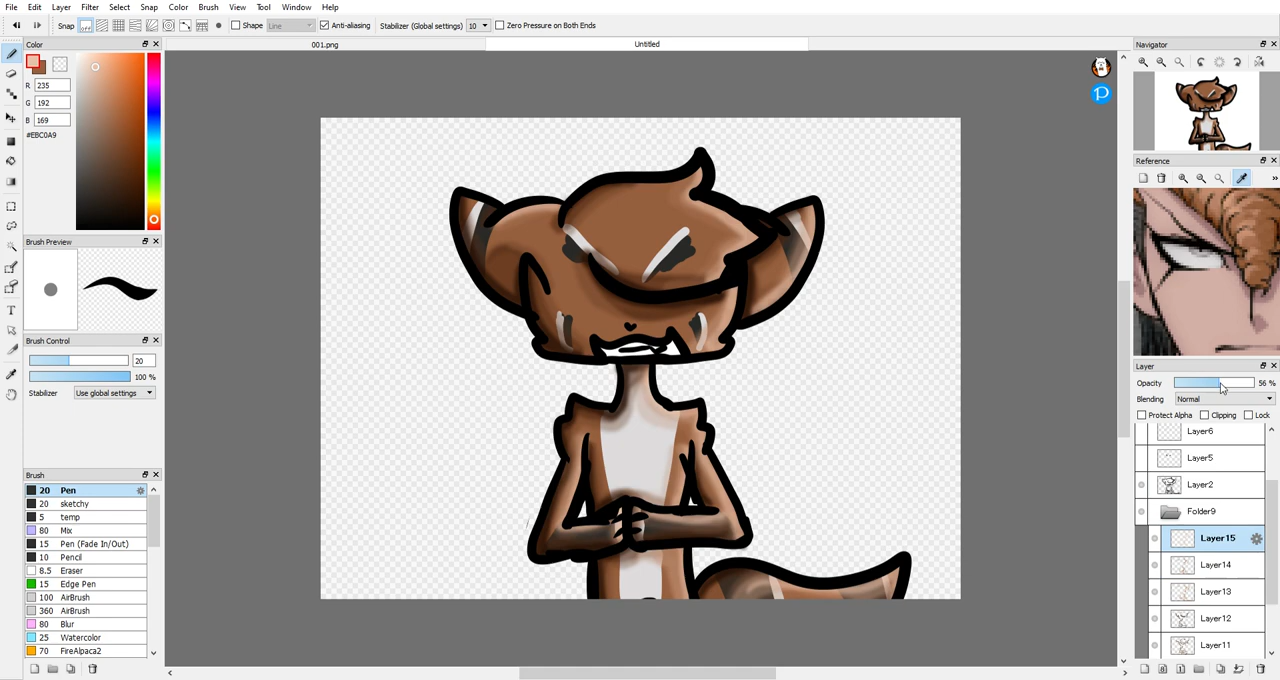 File Edit Layer Filter Select Snap Color Brush View Tool Window Help
Snap off Shape Line Anti-aliasing Stabilizer (Global settings) 10 Zero Pressure on Both Ends
Color
001.png Untitled
Navigator
R 235
G 192
B 169
#EBC0A9
Reference
Brush Preview
Brush Control
20
100 %
Stabilizer Use global settings
Layer
Opacity 56 %
Blending Normal
Protect Alpha Clipping Lock
Layer6
Layer5
Layer2
Folder9
Layer15
Layer14
Layer13
Layer12
Layer11
Brush
20 Pen
20 sketchy
5 temp
80 Mix
15 Pen (Fade In/Out)
10 Pencil
8.5 Eraser
15 Edge Pen
100 AirBrush
360 AirBrush
80 Blur
25 Watercolor
70 FireAlpaca2